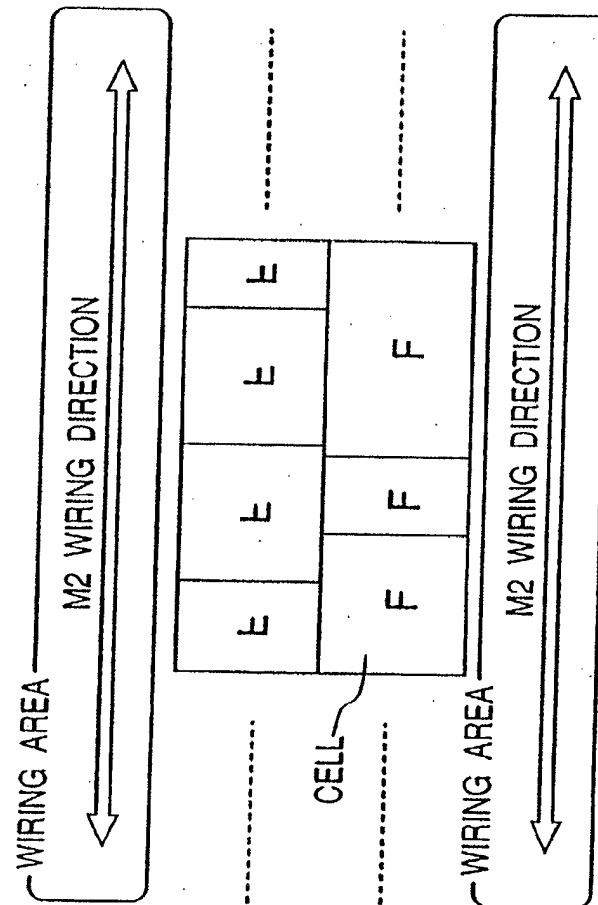 WIRING AREA
M2 WIRING DIRECTION
F F F F
CELL
F F F
WIRING AREA
M2 WIRING DIRECTION